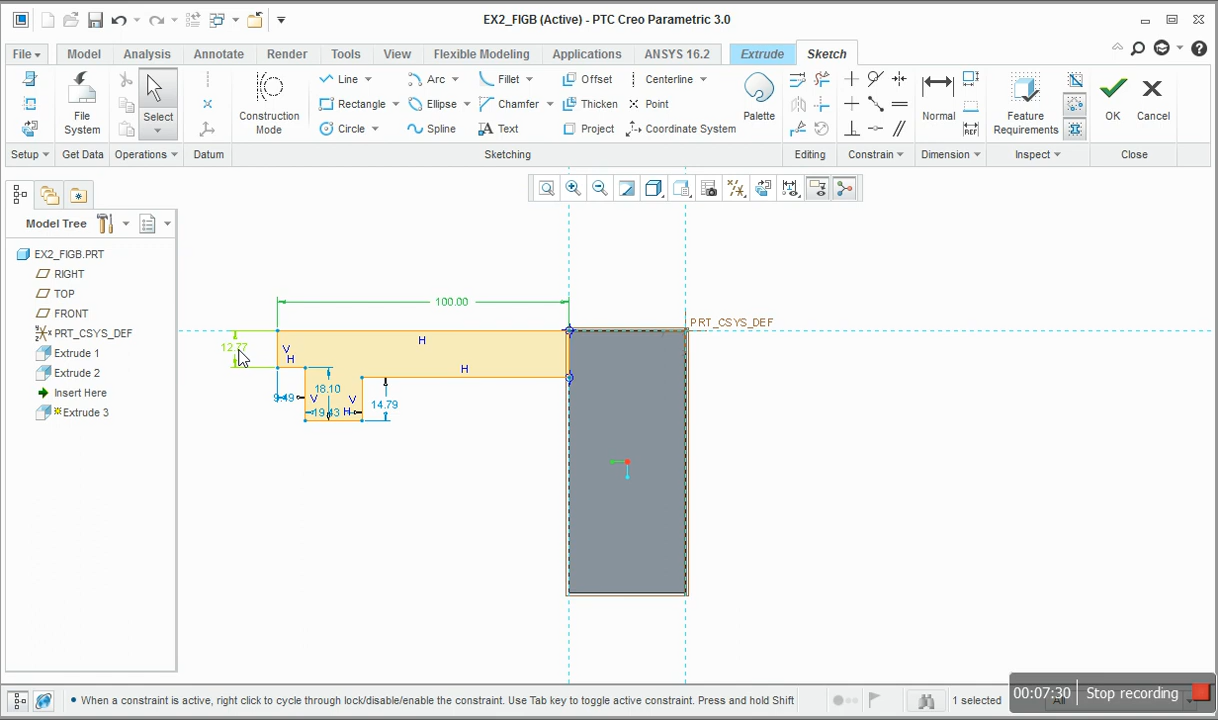 EX2_FIGB (Active) - PTC Creo Parametric 3.0
File
Model
Analysis
Annotate
Render
Tools
View
Flexible Modeling
Applications
ANSYS 16.2
Extrude
Sketch
File System
Select
Construction Mode
Line
Arc
Fillet
Offset
Centerline
Rectangle
Ellipse
Chamfer
Thicken
Point
Circle
Spline
Text
Project
Coordinate System
Palette
Normal
Feature Requirements
OK
Cancel
Setup
Get Data
Operations
Datum
Sketching
Editing
Constrain
Dimension
Inspect
Close
Model Tree
EX2_FIGB.PRT
RIGHT
TOP
FRONT
PRT_CSYS_DEF
Extrude 1
Extrude 2
Insert Here
Extrude 3
100.00
PRT_CSYS_DEF
12.77
V
H
H
H
18.10
9.49
V
V
14.79
19.43
H
When a constraint is active, right click to cycle through lock/disable/enable the constraint. Use Tab key to toggle active constraint. Press and hold Shift
1 selected
00:07:30
Stop recording
All